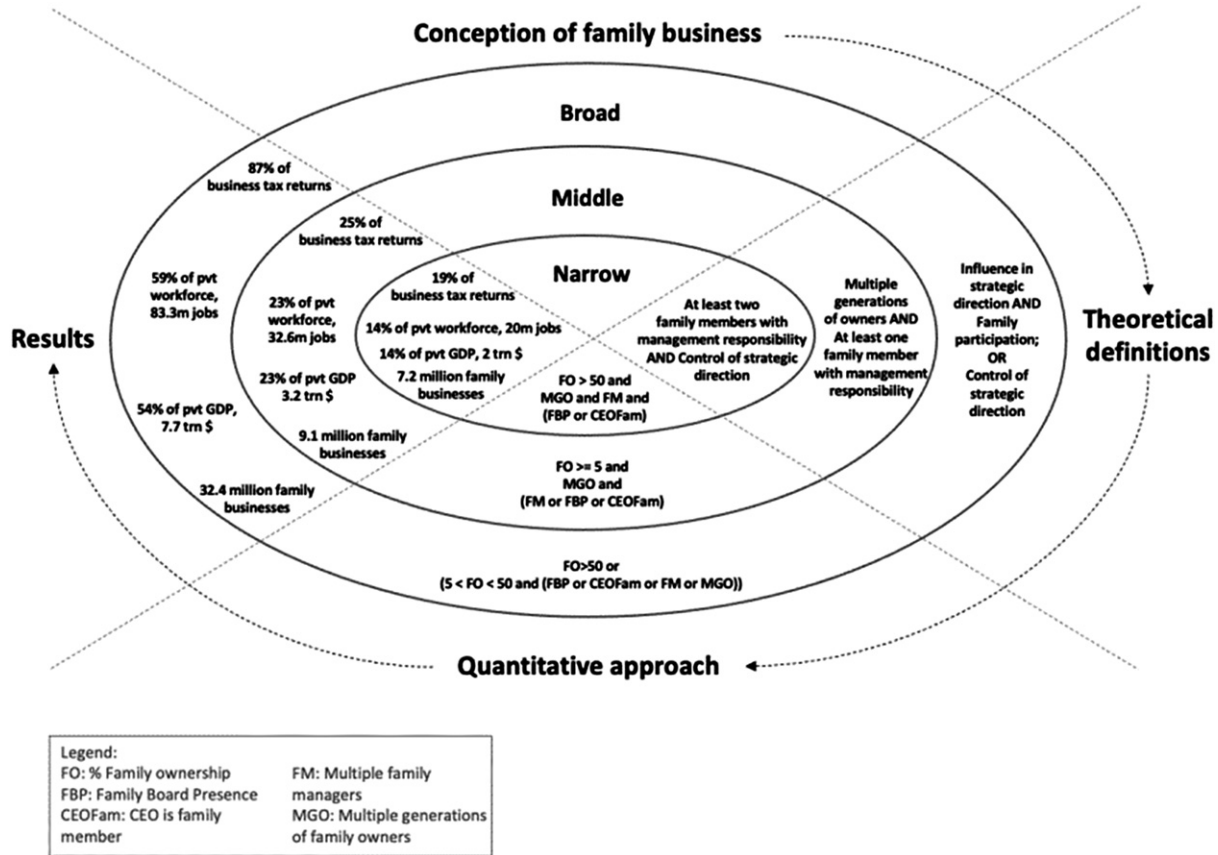 Conception of family business
Broad
87% of
business tax returns
Middle
25% of
business tax returns
Narrow
19% of
business tax returns
59% of pvt
workforce,
83.3m jobs
23% of pvt
workforce,
32.6m jobs
14% of pvt workforce, 20m jobs
14% of pvt GDP, 2 trn $
7.2 million family
businesses
At least two
family members with
management responsibility
AND Control of strategic
direction
Multiple
generations
of owners AND
At least one
family member
with management
responsibility
Influence in
strategic
direction AND
Family
participation;
OR
Control of
strategic
direction
Results
Theoretical
definitions
23% of pvt GDP
3.2 trn $
54% of pvt GDP,
7.7 trn $
9.1 million family
businesses
32.4 million family
businesses
FO > 50 and
MGO and FM and
(FBP or CEOFam)
FO >= 5 and
MGO and
(FM or FBP or CEOFam)
FO>50 or
(5 < FO < 50 and (FBP or CEOFam or FM or MGO))
Quantitative approach
Legend:
FO: % Family ownership
FBP: Family Board Presence
CEOFam: CEO is family
member
FM: Multiple family
managers
MGO: Multiple generations
of family owners